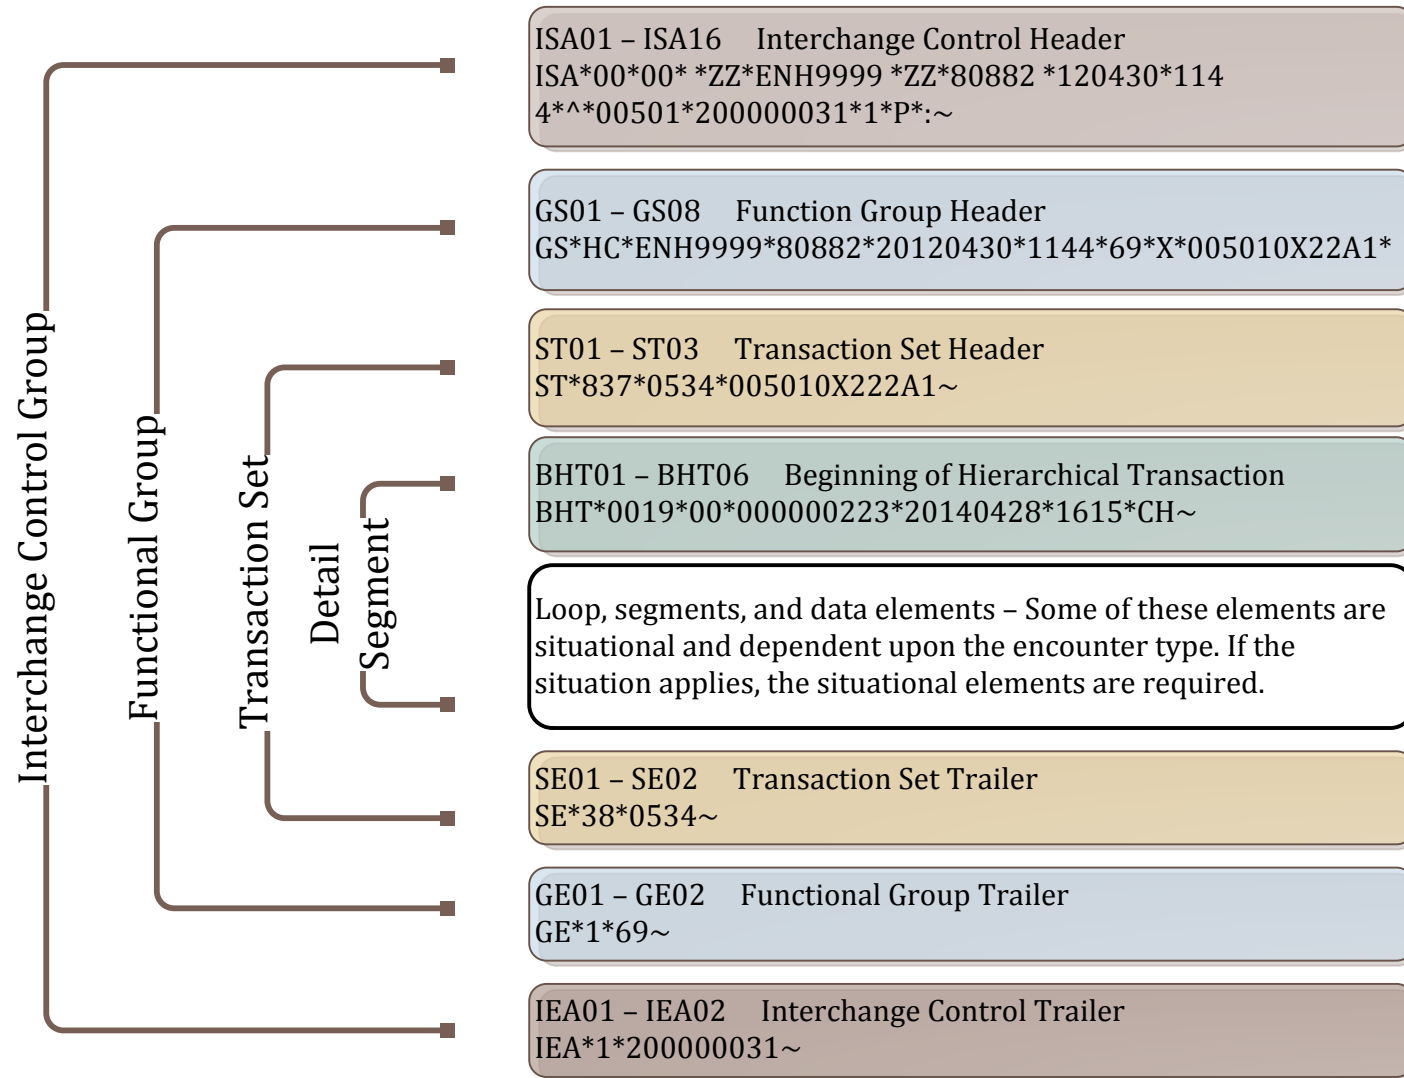 ISA01 – ISA16 Interchange Control Header
ISA*00*00* *ZZ*ENH9999 *ZZ*80882 *120430*114
4*^*00501*200000031*1*P*:~
GS01 – GS08 Function Group Header
GS*HC*ENH9999*80882*20120430*1144*69*X*005010X22A1*
ST01 – ST03 Transaction Set Header
ST*837*0534*005010X222A1~
BHT01 – BHT06 Beginning of Hierarchical Transaction
BHT*0019*00*000000223*20140428*1615*CH~
Loop, segments, and data elements – Some of these elements are
situational and dependent upon the encounter type. If the
situation applies, the situational elements are required.
SE01 – SE02 Transaction Set Trailer
SE*38*0534~
GE01 – GE02 Functional Group Trailer
GE*1*69~
IEA01 – IEA02 Interchange Control Trailer
IEA*1*200000031~
Interchange Control Group
Functional Group
Transaction Set
Detail
Segment